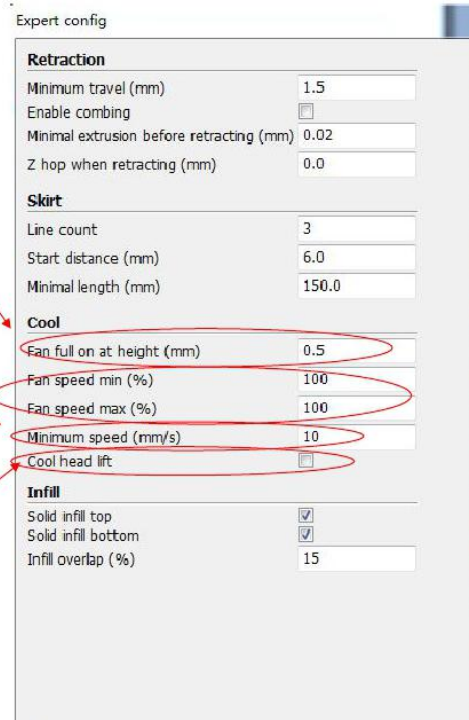 Expert config
Retraction
Minimum travel (mm) 1.5
Enable combing
Minimal extrusion before retracting (mm) 0.02
Z hop when retracting (mm) 0.0
Skirt
Line count 3
Start distance (mm) 6.0
Minimal length (mm) 150.0
Cool
Fan full on at height (mm) 0.5
Fan speed min (%) 100
Fan speed max (%) 100
Minimum speed (mm/s) 10
Cool head lift
Infill
Solid infill top
Solid infill bottom
Infill overlap (%) 15